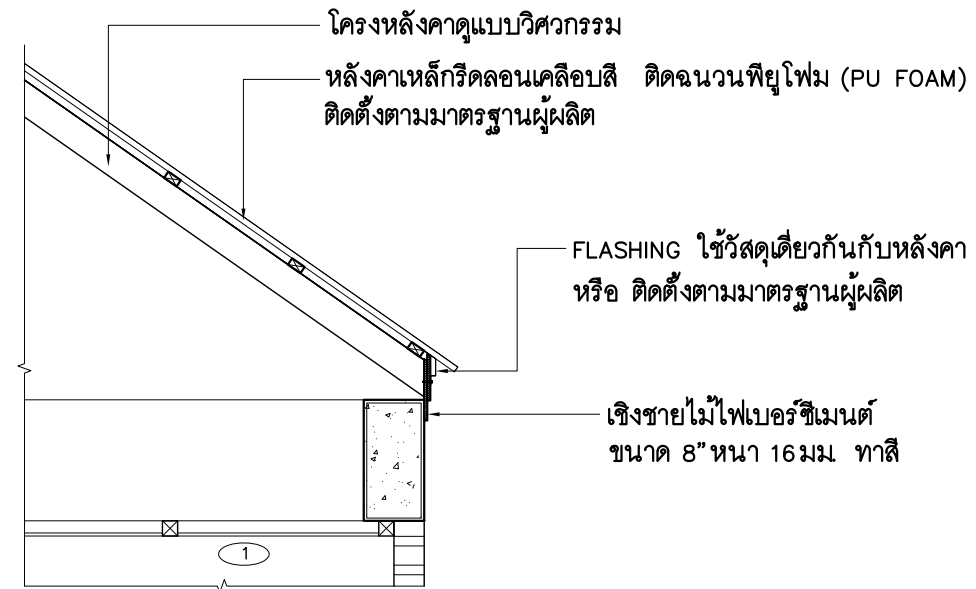 โครงหลังคาดูแบบวิศวกรรม
หลังคาเหล็กรีดลอนเคลือบสี ติดฉนวนพียูโฟม (PU FOAM)
ติดตั้งตามมาตรฐานผู้ผลิต
FLASHING ใช้วัสดุเดี่ยวกันกับหลังคา
หรือ ติดตั้งตามมาตรฐานผู้ผลิต
เชิงชายไม้ไฟเบอร์ซีเมนต์
ขนาด 8" หนา 16 มม. ทาสี
1